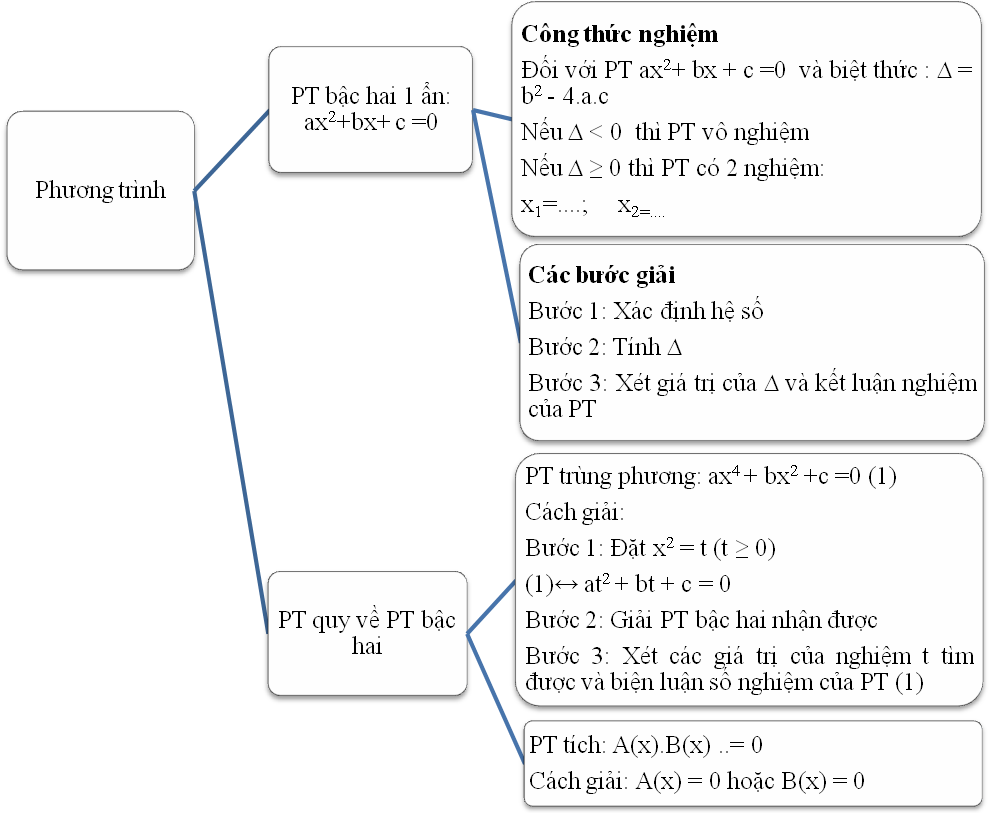 Phương trình
PT bậc hai 1 ẩn:
ax²+bx+ c =0
Công thức nghiệm
Đối với PT ax²+ bx + c =0 và biệt thức : Δ =
b² - 4.a.c
Nếu Δ < 0 thì PT vô nghiệm
Nếu Δ ≥ 0 thì PT có 2 nghiệm:
x₁=....; x₂₌....
Các bước giải
Bước 1: Xác định hệ số
Bước 2: Tính Δ
Bước 3: Xét giá trị của Δ và kết luận nghiệm
của PT
PT quy về PT bậc
hai
PT trùng phương: ax⁴ + bx² +c =0 (1)
Cách giải:
Bước 1: Đặt x² = t (t ≥ 0)
(1)↔ at² + bt + c = 0
Bước 2: Giải PT bậc hai nhận được
Bước 3: Xét các giá trị của nghiệm t tìm
được và biện luận số nghiệm của PT (1)
PT tích: A(x).B(x) ..= 0
Cách giải: A(x) = 0 hoặc B(x) = 0